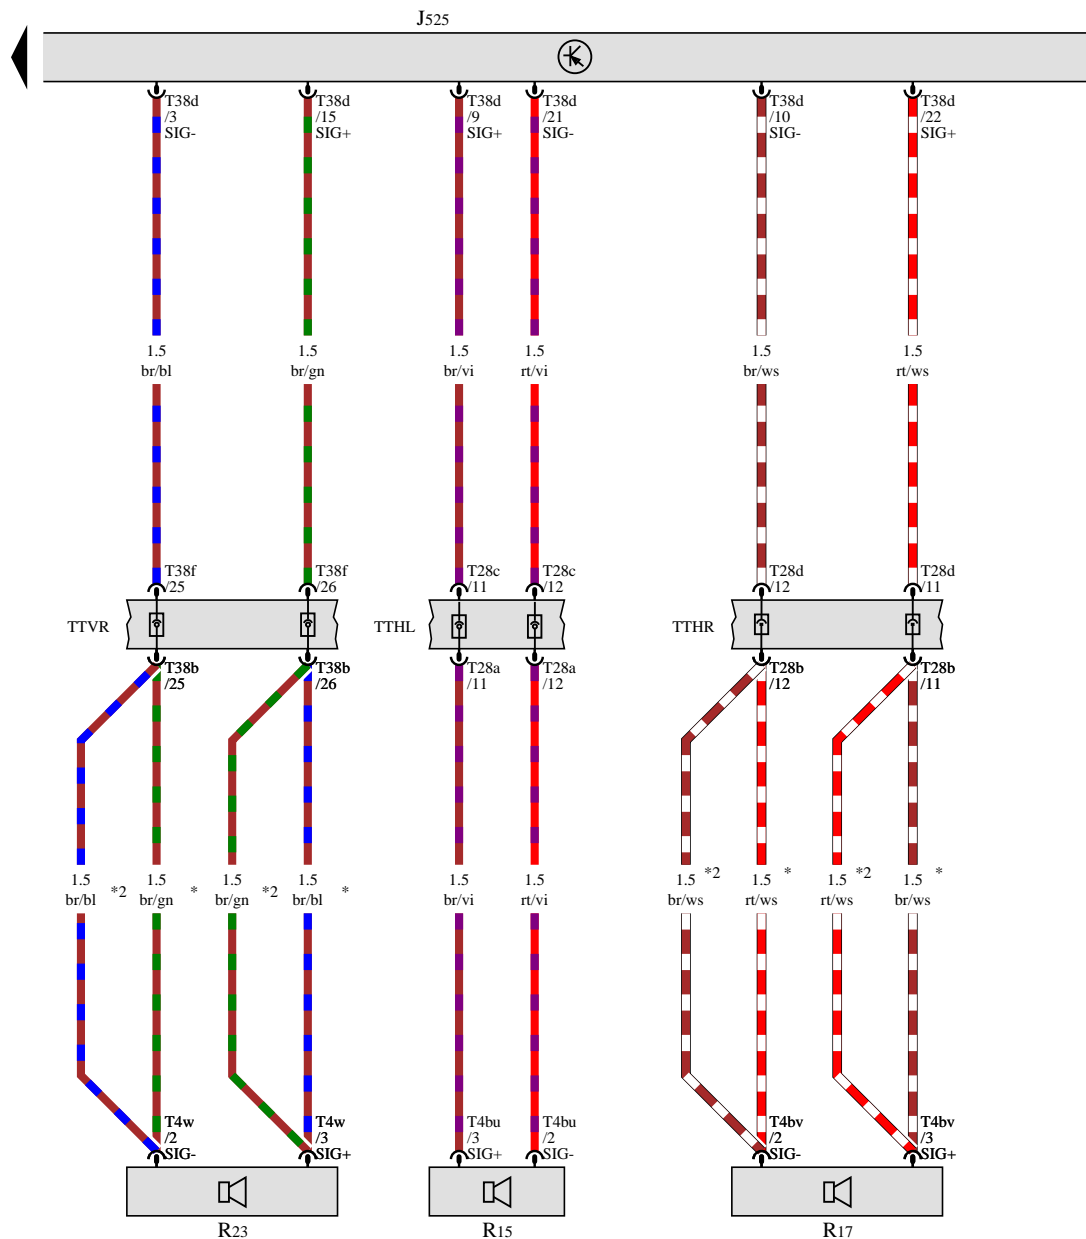 J525
T38d T38d T38d T38d T38d T38d
/3 /15 /9 /21 /10 /22
SIG- SIG+ SIG+ SIG- SIG- SIG+
1.5 1.5 1.5 1.5 1.5 1.5
br/bl br/gn br/vi rt/vi br/ws rt/ws
T38f T38f T28c T28c T28d T28d
/25 /26 /11 /12 /12 /11
TTVR TTHL TTHR
T38b T38b T28a T28a T28b T28b
/25 /26 /11 /12 /12 /11
1.5 *2 1.5 * 1.5 *2 1.5 * 1.5 1.5 1.5 *2 1.5 * 1.5 *2 1.5 *
br/bl br/gn br/gn br/bl br/vi rt/vi br/ws rt/ws rt/ws br/ws
T4w T4w T4bu T4bu T4bv T4bv
/2 /3 /3 /2 /2 /3
SIG- SIG+ SIG+ SIG- SIG- SIG+
R23 R15 R17